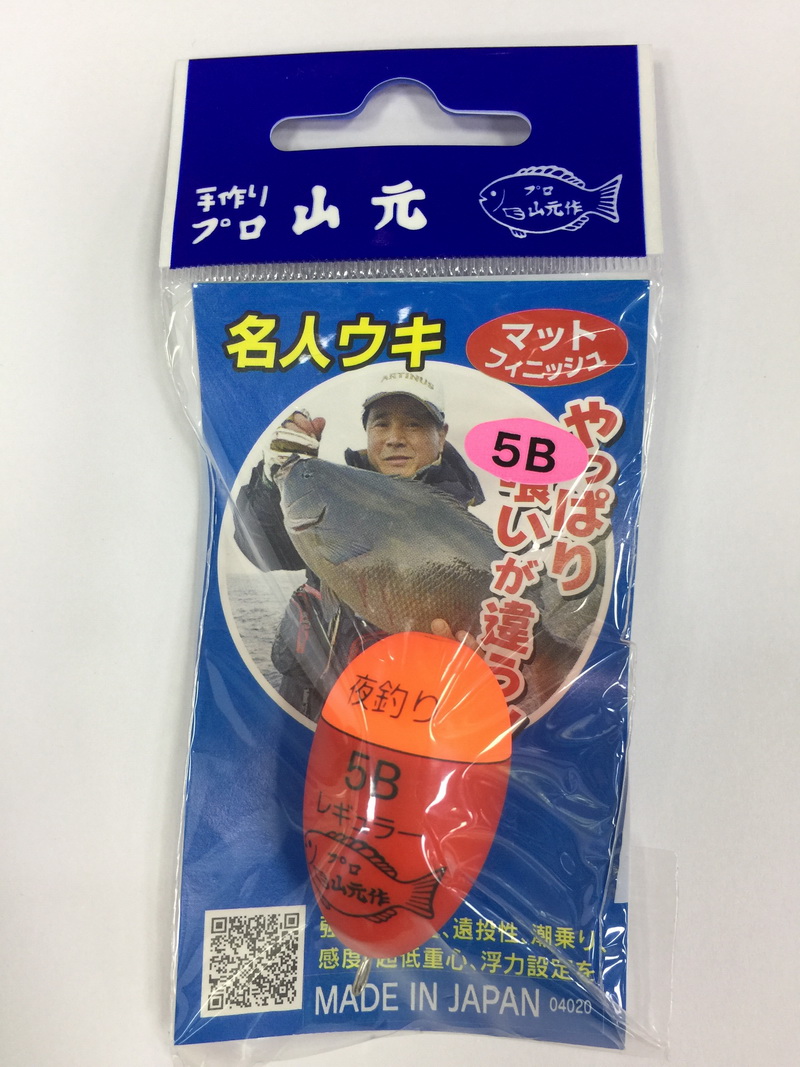 手作り
プロ 山元
プロ
山元作
名人ウキ
マット
フィニッシュ
ARTINUS
5B
やっぱり
喰いが違う!
夜釣り
5B
レギュラー
プロ
山元作
、遠投性、潮乗り
感度、超低重心、浮力設定を
MADE IN JAPAN 04020